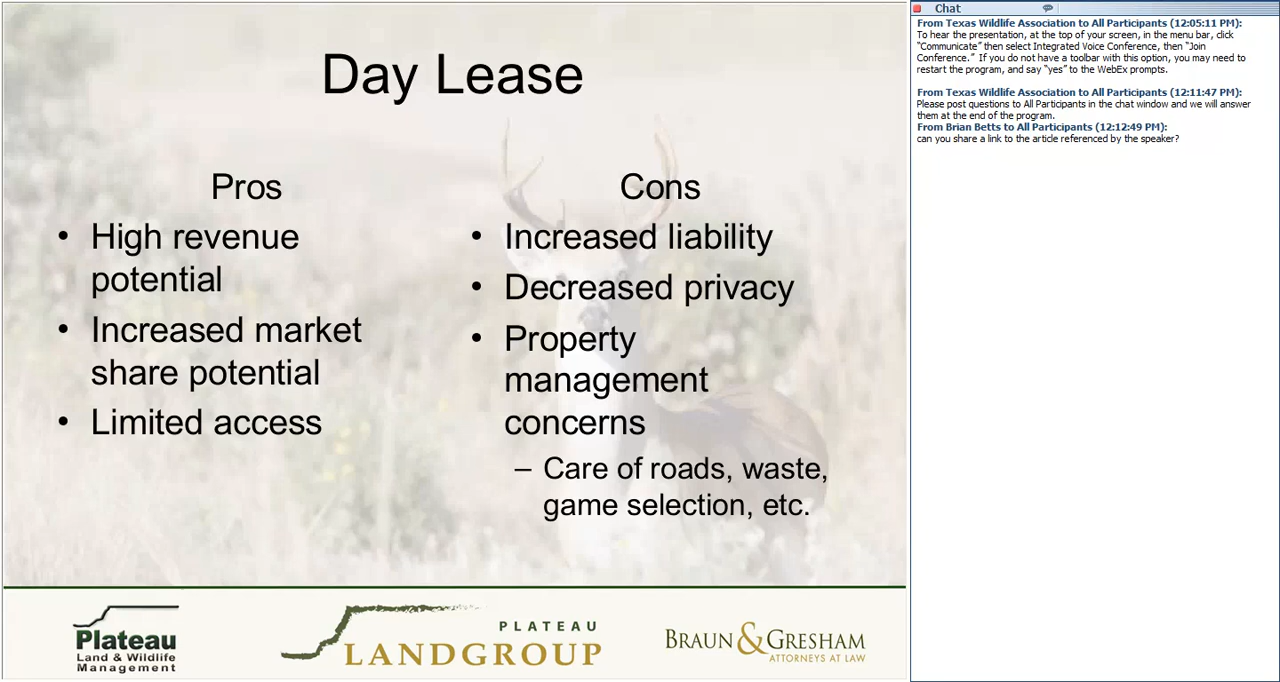 Day Lease
Pros
• High revenue
potential
• Increased market
share potential
• Limited access
Cons
• Increased liability
• Decreased privacy
• Property
management
concerns
– Care of roads, waste,
game selection, etc.
Plateau
Land & Wildlife
Management
PLATEAU
LANDGROUP
BRAUN & GRESHAM
ATTORNEYS AT LAW
Chat
From Texas Wildlife Association to All Participants (12:05:11 PM):
To hear the presentation, at the top of your screen, in the menu bar, click
“Communicate” then select Integrated Voice Conference, then “Join
Conference.” If you do not have a toolbar with this option, you may need to
restart the program, and say “yes” to the WebEx prompts.
From Texas Wildlife Association to All Participants (12:11:47 PM):
Please post questions to All Participants in the chat window and we will answer
them at the end of the program.
From Brian Betts to All Participants (12:12:49 PM):
can you share a link to the article referenced by the speaker?